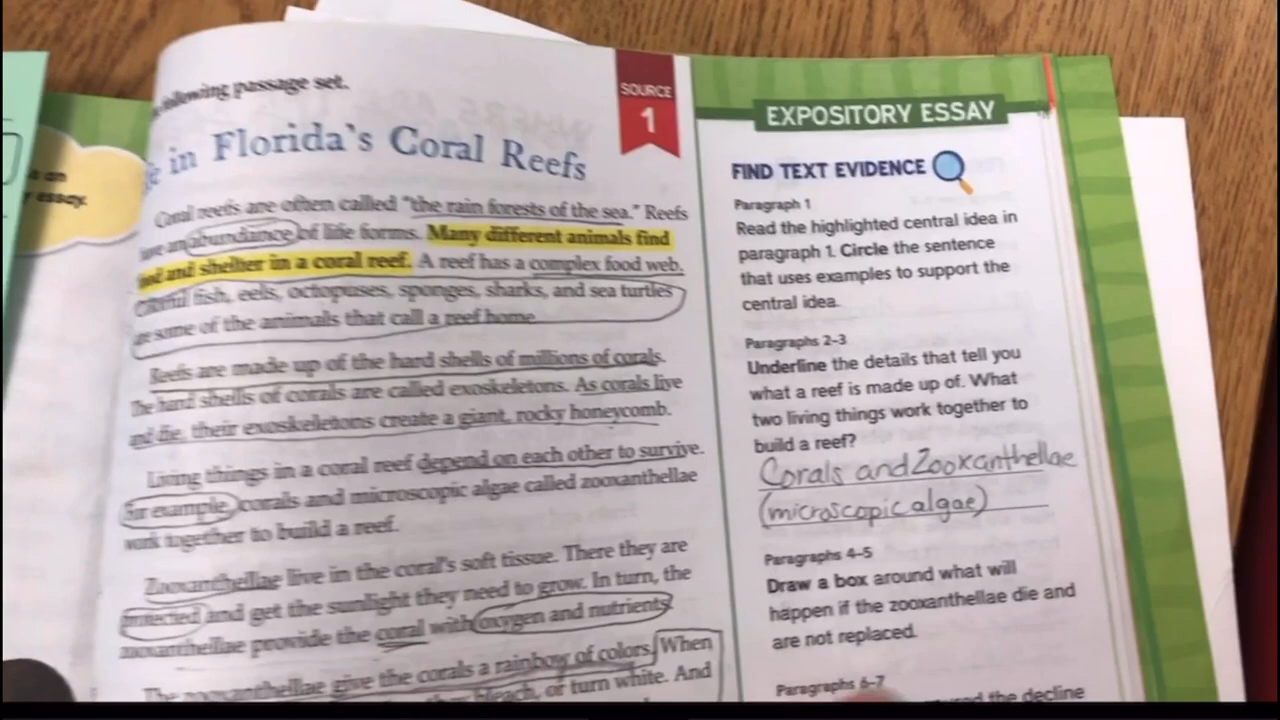 following passage set.
in Florida's Coral Reefs
Coral reefs are often called "the rain forests of the sea." Reefs
have an abundance of life forms. Many different animals find
food and shelter in a coral reef. A reef has a complex food web.
Colorful fish, eels, octopuses, sponges, sharks, and sea turtles
are some of the animals that call a reef home.
Reefs are made up of the hard shells of millions of corals.
The hard shells of corals are called exoskeletons. As corals live
and die, their exoskeletons create a giant, rocky honeycomb.
Living things in a coral reef depend on each other to survive.
For example, corals and microscopic algae called zooxanthellae
work together to build a reef.
Zooxanthellae live in the coral's soft tissue. There they are
protected and get the sunlight they need to grow. In turn, the
zooxanthellae provide the coral with oxygen and nutrients.
The zooxanthellae give the corals a rainbow of colors. When
bleach, or turn white. And
an
essay.
SOURCE
1
EXPOSITORY ESSAY
FIND TEXT EVIDENCE
Paragraph 1
Read the highlighted central idea in
paragraph 1. Circle the sentence
that uses examples to support the
central idea.
Paragraphs 2-3
Underline the details that tell you
what a reef is made up of. What
two living things work together to
build a reef?
Corals and Zooxanthellae
(microscopic algae)
Paragraphs 4-5
Draw a box around what will
happen if the zooxanthellae die and
are not replaced.
Paragraphs 6-7
the decline